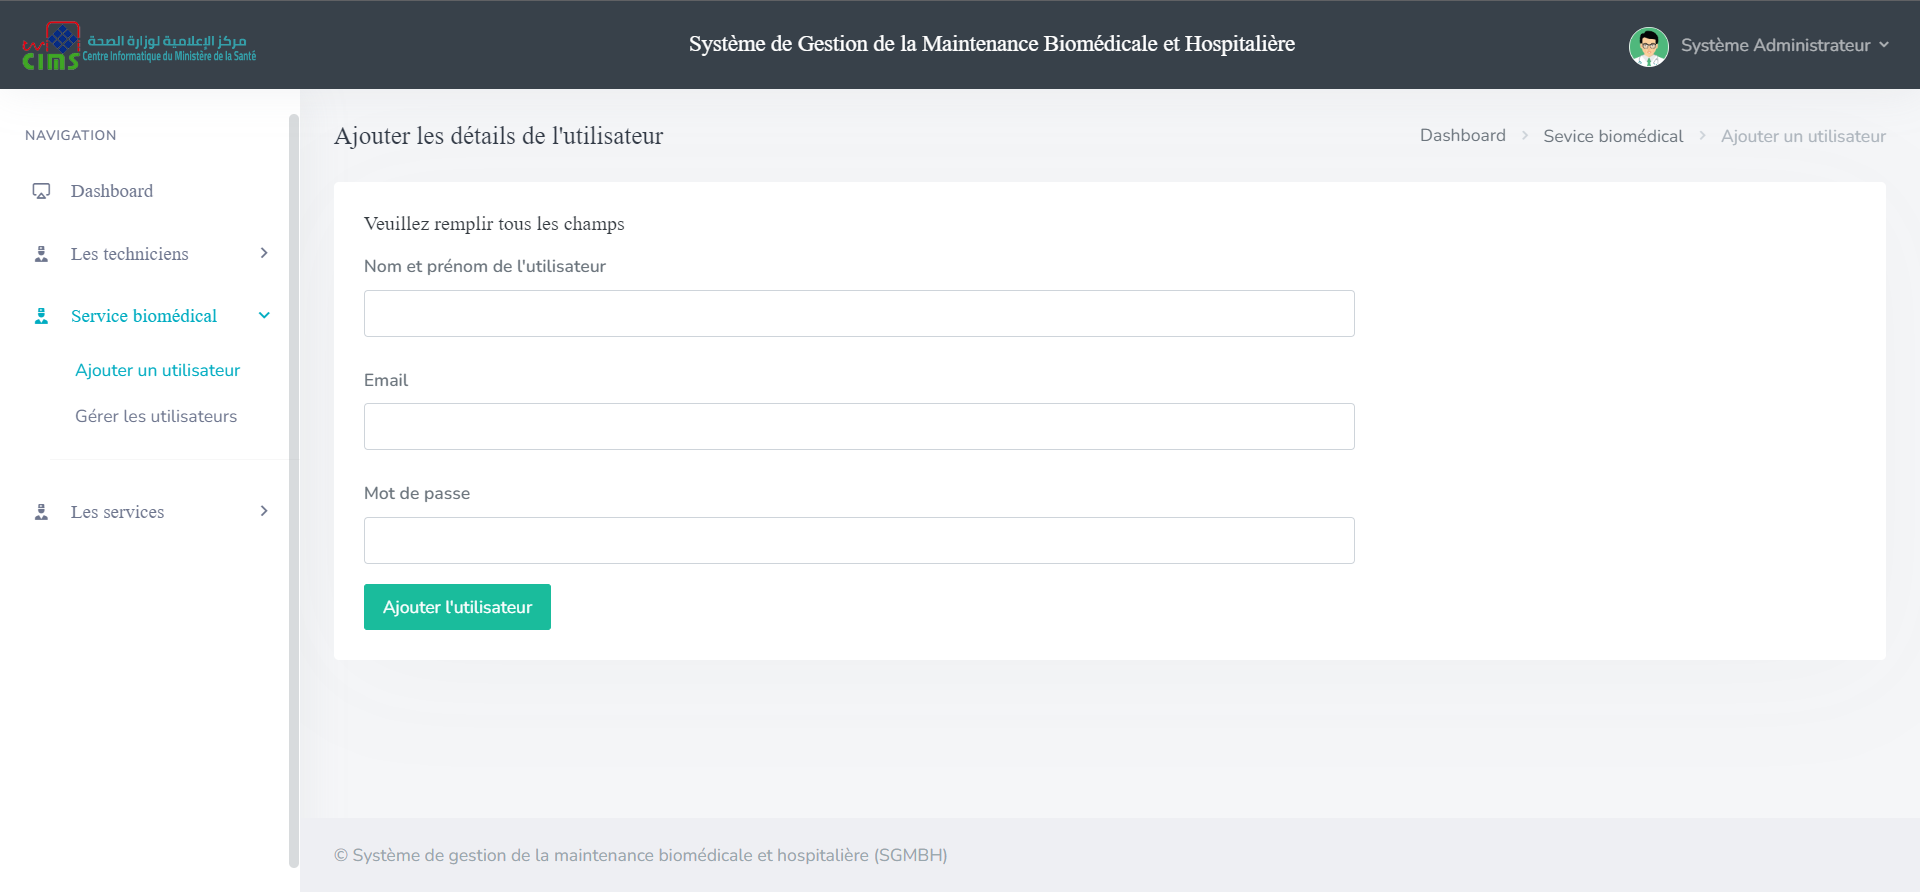 مركز الإعلامية لوزارة الصحة
CIMS Centre Informatique du Ministère de la Santé
Système de Gestion de la Maintenance Biomédicale et Hospitalière
Système Administrateur
NAVIGATION
Dashboard
Les techniciens
Service biomédical
Ajouter un utilisateur
Gérer les utilisateurs
Les services
Ajouter les détails de l'utilisateur
Dashboard > Sevice biomédical > Ajouter un utilisateur
Veuillez remplir tous les champs
Nom et prénom de l'utilisateur
Email
Mot de passe
Ajouter l'utilisateur
© Système de gestion de la maintenance biomédicale et hospitalière (SGMBH)